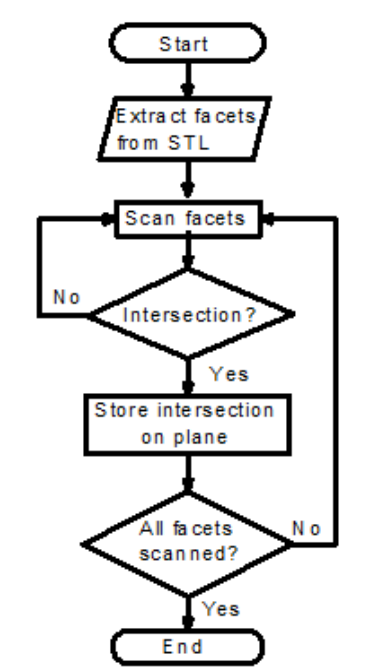 Start
Extract facets
from STL
Scan facets
No
Intersection?
Yes
Store intersection
on plane
All facets
No
scanned?
Yes
End